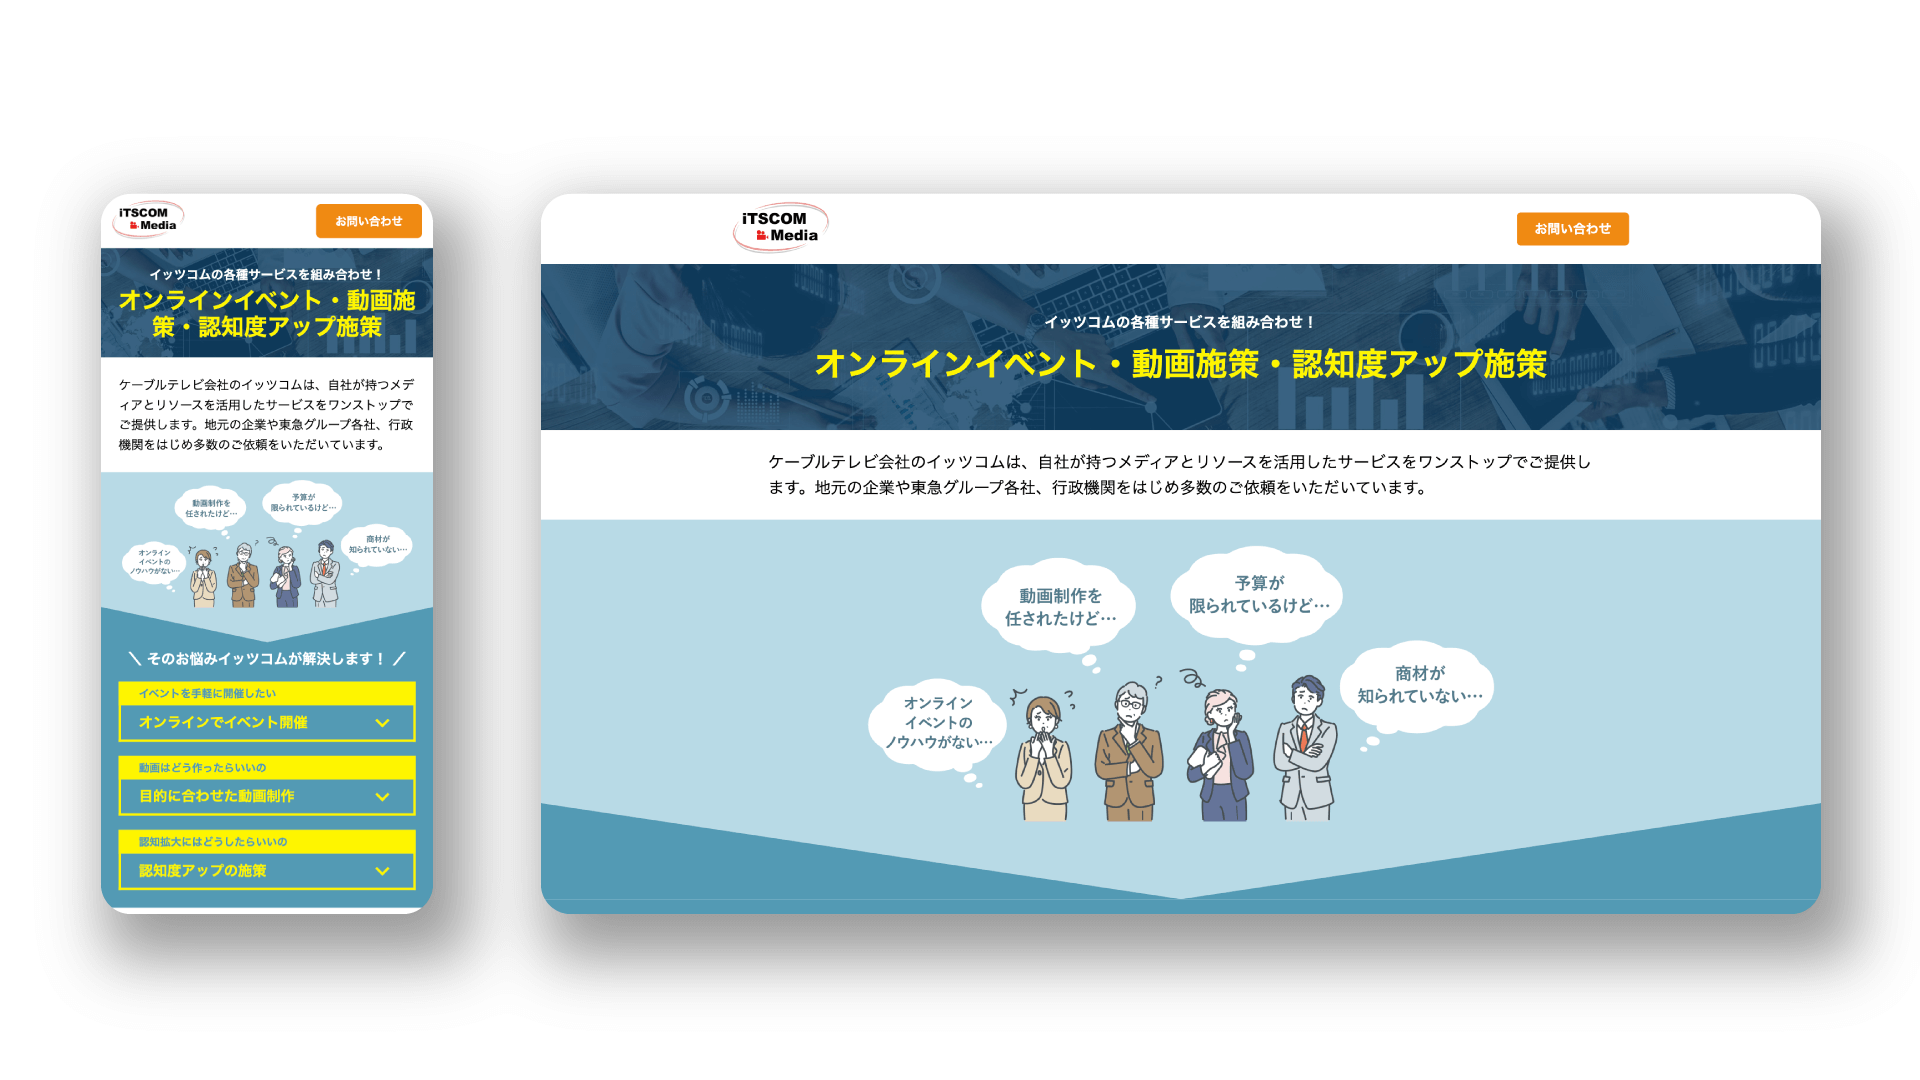 iTSCOM
Media
お問い合わせ
イッツコムの各種サービスを組み合わせ！
オンラインイベント・動画施
策・認知度アップ施策
ケーブルテレビ会社のイッツコムは、自社が持つメデ
ィアとリソースを活用したサービスをワンストップで
ご提供します。地元の企業や東急グループ各社、行政
機関をはじめ多数のご依頼をいただいています。
動画制作を
任されたけど…
予算が
限られているけど…
商材が
知られていない…
オンライン
イベントの
ノウハウがない…
＼ そのお悩みイッツコムが解決します！ ／
イベントを手軽に開催したい
オンラインでイベント開催
動画はどう作ったらいいの
目的に合わせた動画制作
認知拡大にはどうしたらいいの
認知度アップの施策
iTSCOM
Media
お問い合わせ
イッツコムの各種サービスを組み合わせ！
オンラインイベント・動画施策・認知度アップ施策
ケーブルテレビ会社のイッツコムは、自社が持つメディアとリソースを活用したサービスをワンストップでご提供し
ます。地元の企業や東急グループ各社、行政機関をはじめ多数のご依頼をいただいています。
動画制作を
任されたけど…
予算が
限られているけど…
商材が
知られていない…
オンライン
イベントの
ノウハウがない…